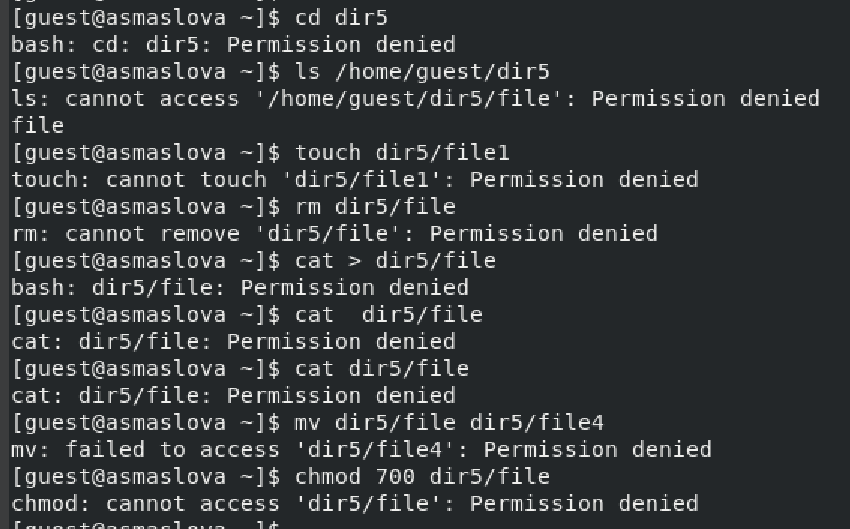 [guest@asmaslova ~]$ cd dir5
bash: cd: dir5: Permission denied
[guest@asmaslova ~]$ ls /home/guest/dir5
ls: cannot access '/home/guest/dir5/file': Permission denied
file
[guest@asmaslova ~]$ touch dir5/file1
touch: cannot touch 'dir5/file1': Permission denied
[guest@asmaslova ~]$ rm dir5/file
rm: cannot remove 'dir5/file': Permission denied
[guest@asmaslova ~]$ cat > dir5/file
bash: dir5/file: Permission denied
[guest@asmaslova ~]$ cat  dir5/file
cat: dir5/file: Permission denied
[guest@asmaslova ~]$ cat dir5/file
cat: dir5/file: Permission denied
[guest@asmaslova ~]$ mv dir5/file dir5/file4
mv: failed to access 'dir5/file4': Permission denied
[guest@asmaslova ~]$ chmod 700 dir5/file
chmod: cannot access 'dir5/file': Permission denied